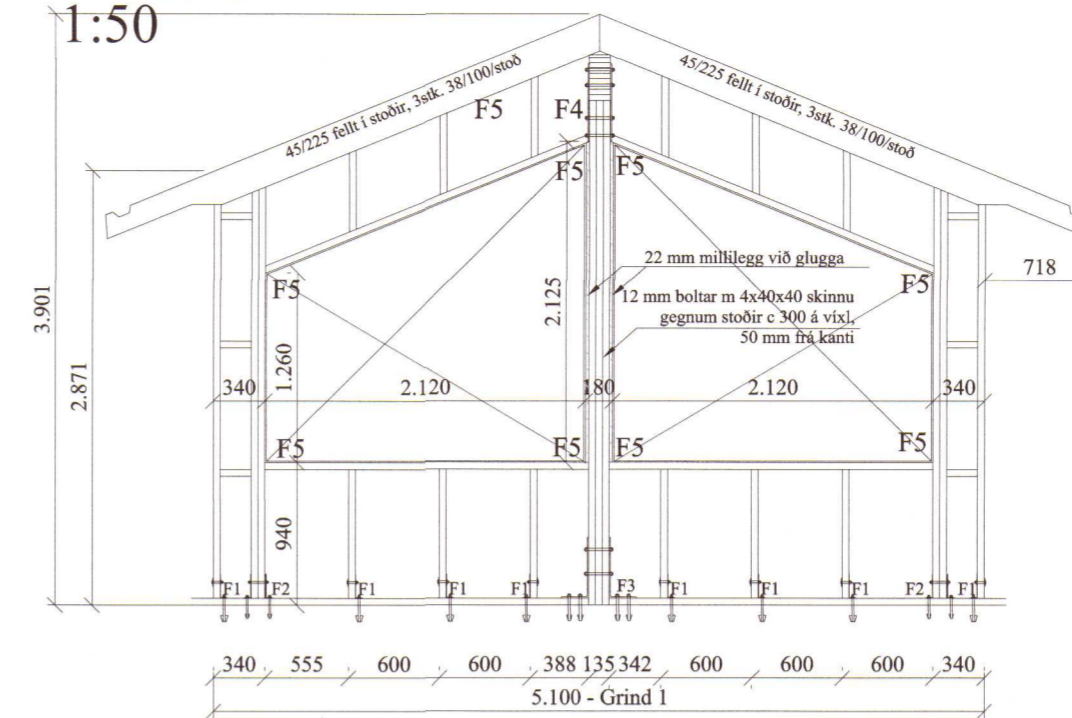 1:50
45/225 fellt í stoðir, 3stk. 38/100/stoð
45/225 fellt í stoðir, 3stk. 38/100/stoð
F5
F4
F5
F5
22 mm millilegg við glugga
718
F5
F5
12 mm boltar m 4x40x40 skinnu
gegnum stoðir c 300 á víxl,
50 mm frá kanti
3.901
2.871
2.125
1.260
340
2.120
180
2.120
340
F5
F5
F5
F5
940
F1
F2
F1
F1
F1
F3
F1
F1
F1
F2
F1
340 555 600 600 388 135 342 600 600 600 340
5.100 - Grind 1